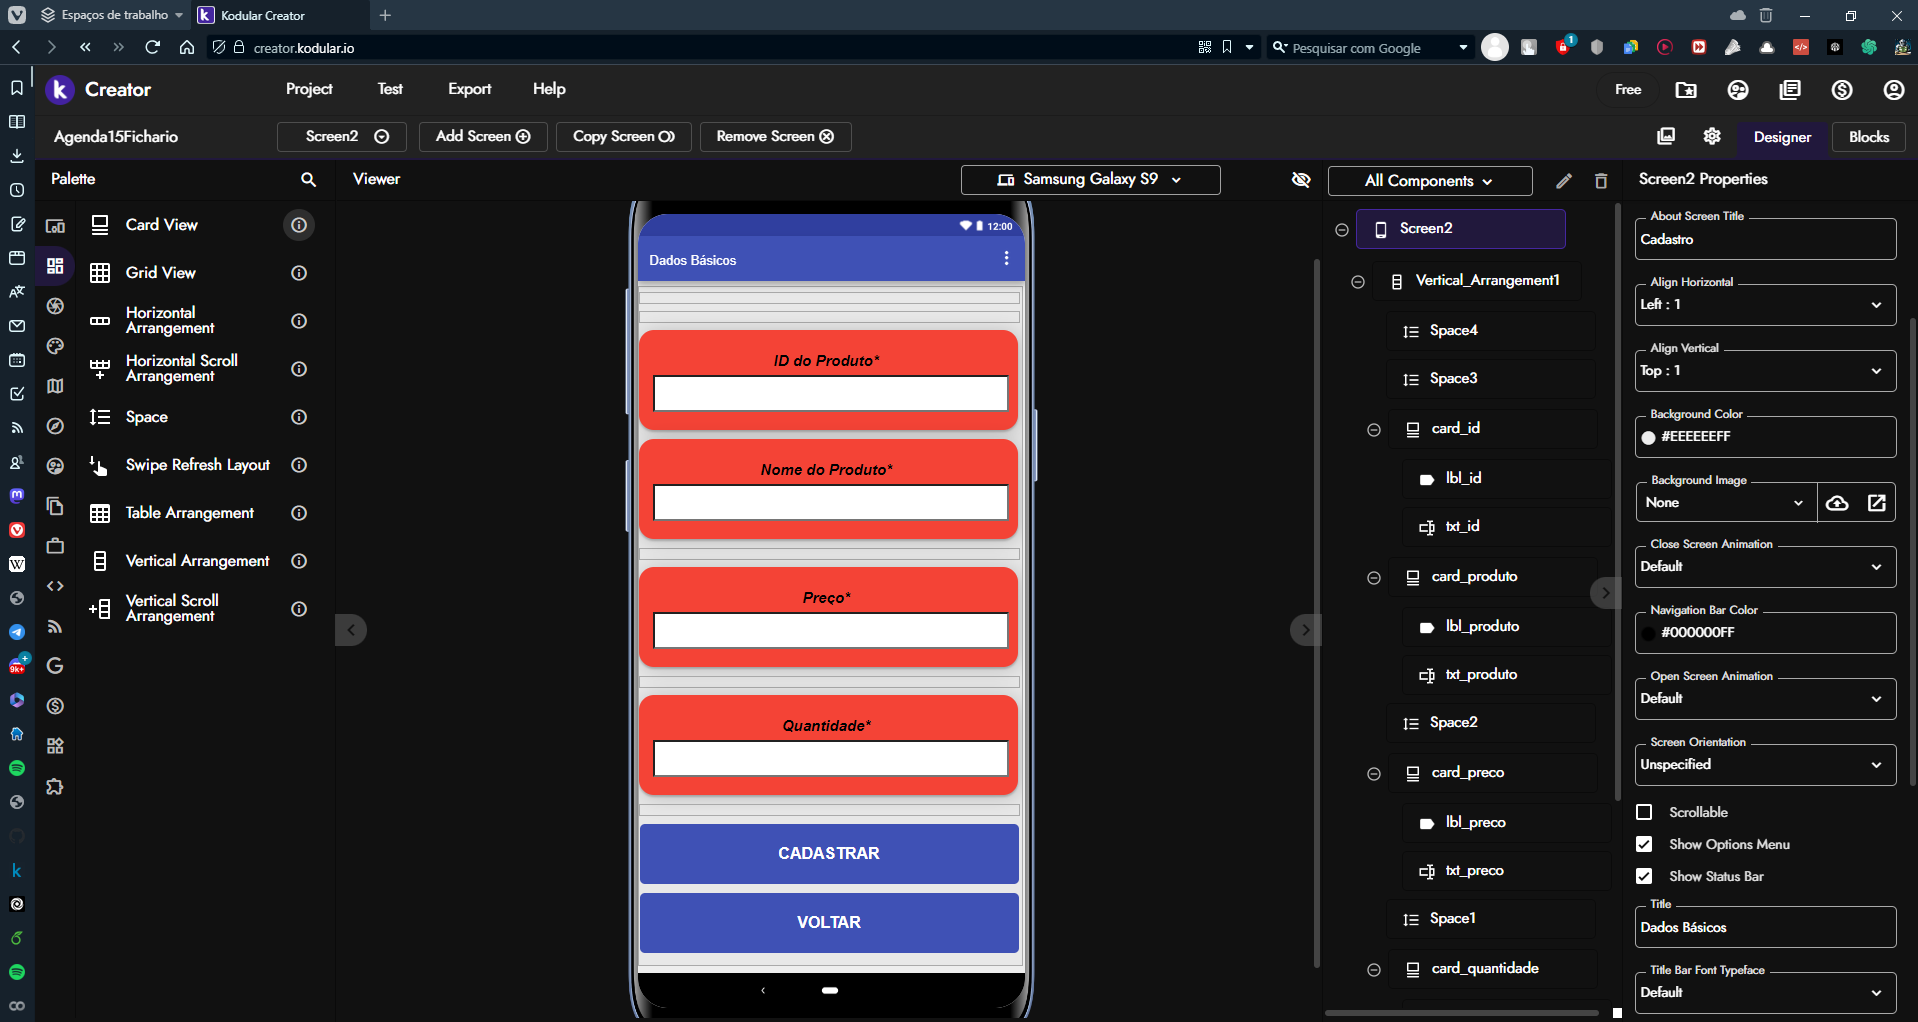 Espaços de trabalho
Kodular Creator
creator.kodular.io
Pesquisar com Google
1
Creator
Project
Test
Export
Help
Free
Agenda15Fichario
Screen2
Add Screen
Copy Screen
Remove Screen
Designer
Blocks
Palette
Viewer
Samsung Galaxy S9
All Components
Screen2 Properties
Card View
Grid View
Horizontal
Arrangement
Horizontal Scroll
Arrangement
Space
Swipe Refresh Layout
Table Arrangement
Vertical Arrangement
Vertical Scroll
Arrangement
9k+
12:00
Dados Básicos
ID do Produto*
Nome do Produto*
Preço*
Quantidade*
CADASTRAR
VOLTAR
Screen2
Vertical_Arrangement1
Space4
Space3
card_id
lbl_id
txt_id
card_produto
lbl_produto
txt_produto
Space2
card_preco
lbl_preco
txt_preco
Space1
card_quantidade
About Screen Title
Cadastro
Align Horizontal
Left : 1
Align Vertical
Top : 1
Background Color
#EEEEEEFF
Background Image
None
Close Screen Animation
Default
Navigation Bar Color
#000000FF
Open Screen Animation
Default
Screen Orientation
Unspecified
Scrollable
Show Options Menu
Show Status Bar
Title
Dados Básicos
Title Bar Font Typeface
Default